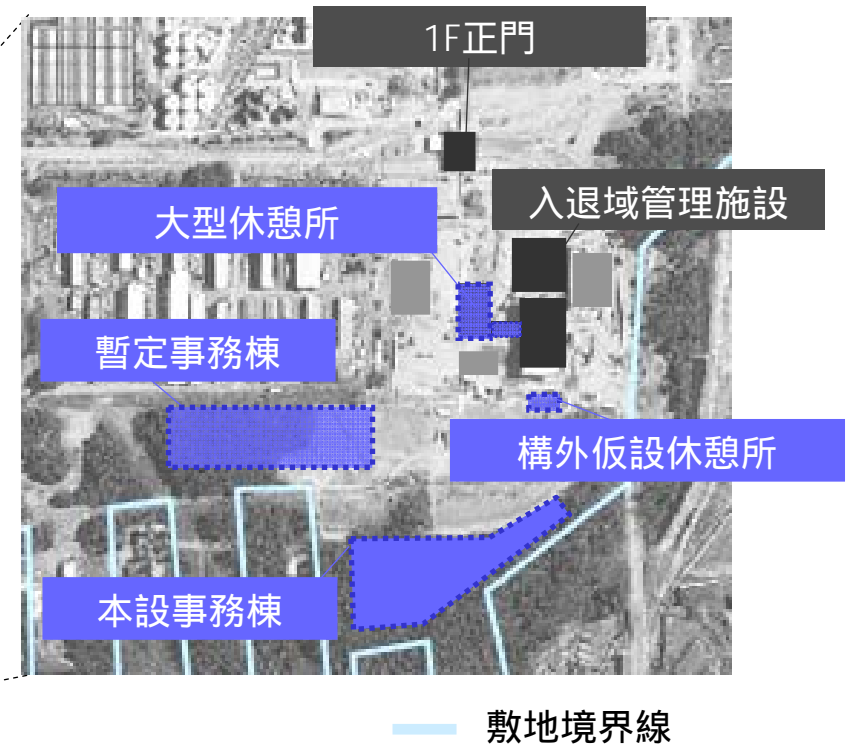 1F正門
入退域管理施設
大型休憩所
暫定事務棟
構外仮設休憩所
本設事務棟
敷地境界線